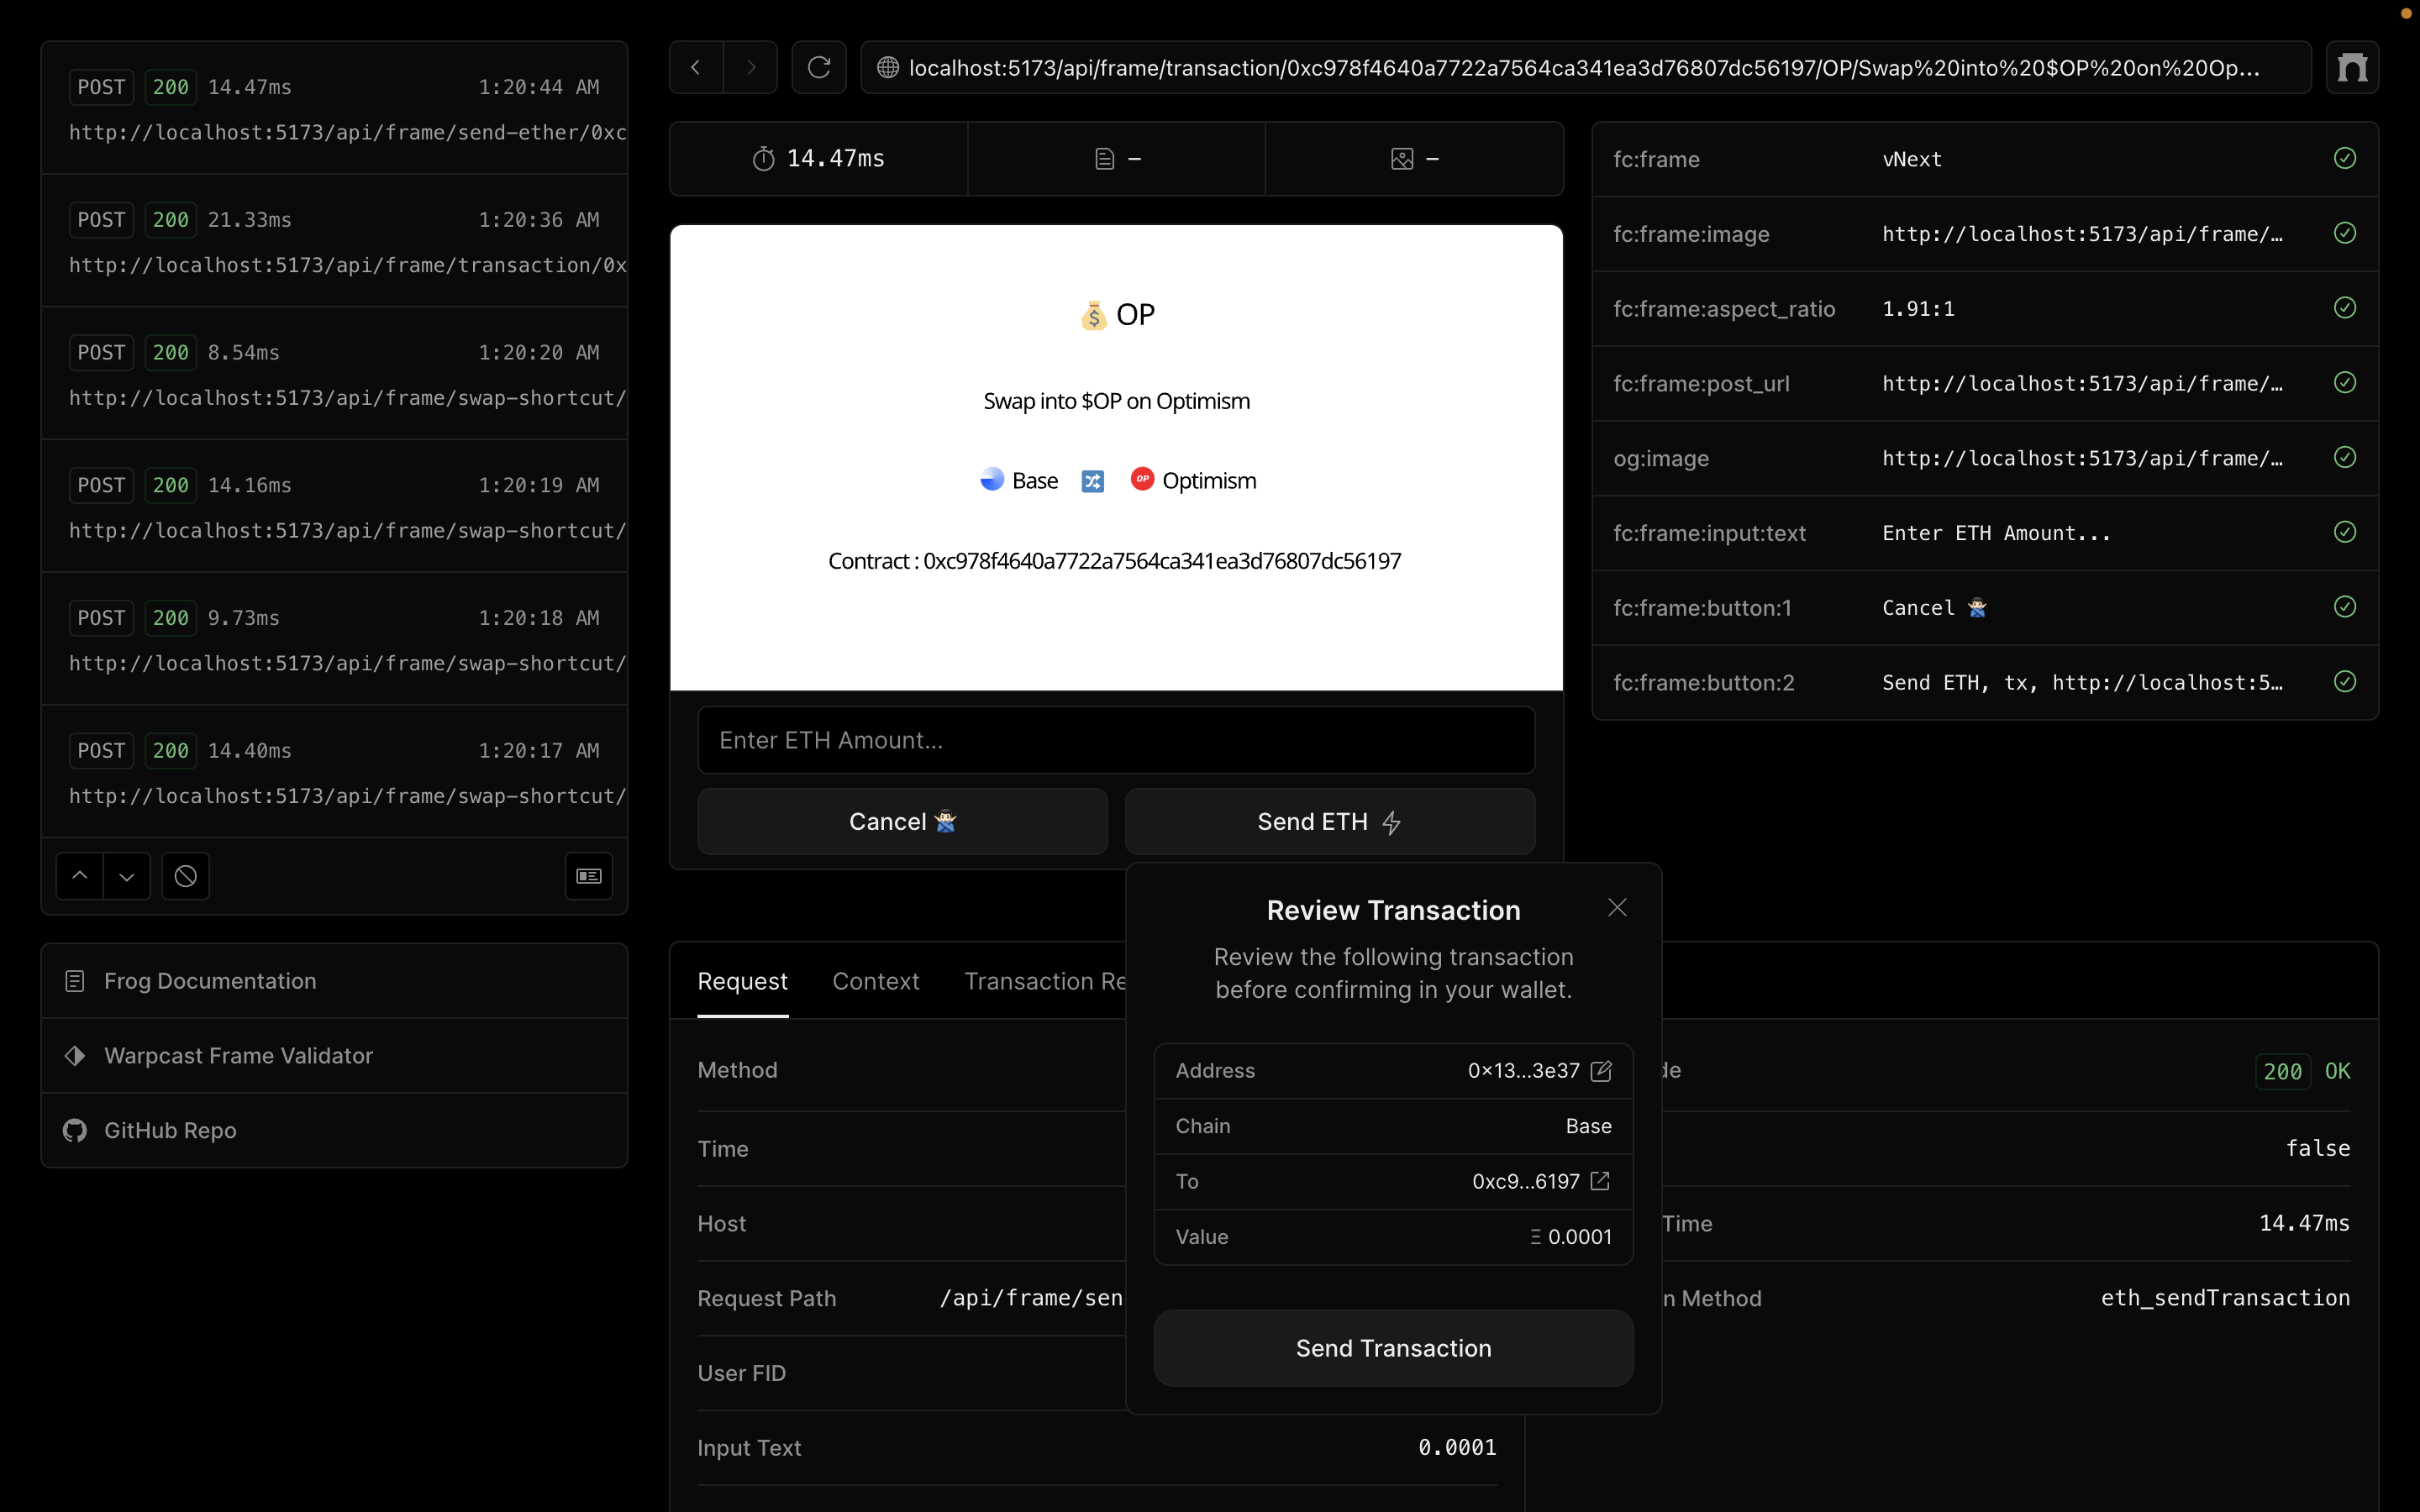 POST 200 14.47ms 1:20:44 AM
http://localhost:5173/api/frame/send-ether/0xc
POST 200 21.33ms 1:20:36 AM
http://localhost:5173/api/frame/transaction/0x
POST 200 8.54ms 1:20:20 AM
http://localhost:5173/api/frame/swap-shortcut/
POST 200 14.16ms 1:20:19 AM
http://localhost:5173/api/frame/swap-shortcut/
POST 200 9.73ms 1:20:18 AM
http://localhost:5173/api/frame/swap-shortcut/
POST 200 14.40ms 1:20:17 AM
http://localhost:5173/api/frame/swap-shortcut/
Frog Documentation
Warpcast Frame Validator
GitHub Repo
localhost:5173/api/frame/transaction/0xc978f4640a7722a7564ca341ea3d76807dc56197/OP/Swap%20into%20$OP%20on%20Op...
14.47ms – –
💰 OP
Swap into $OP on Optimism
Base 🔀 OP Optimism
Contract : 0xc978f4640a7722a7564ca341ea3d76807dc56197
Enter ETH Amount...
Cancel 🙅🏻‍♂️ Send ETH
fc:frame vNext
fc:frame:image http://localhost:5173/api/frame/…
fc:frame:aspect_ratio 1.91:1
fc:frame:post_url http://localhost:5173/api/frame/…
og:image http://localhost:5173/api/frame/…
fc:frame:input:text Enter ETH Amount...
fc:frame:button:1 Cancel 🙅🏻‍♂️
fc:frame:button:2 Send ETH, tx, http://localhost:5…
Review Transaction
Review the following transaction
before confirming in your wallet.
Address 0×13...3e37
Chain Base
To 0xc9...6197
Value Ξ 0.0001
Send Transaction
Request Context Transaction Re
Method
Time
Host
Request Path /api/frame/sen
User FID
Input Text 0.0001
de 200 OK
false
Time 14.47ms
n Method eth_sendTransaction